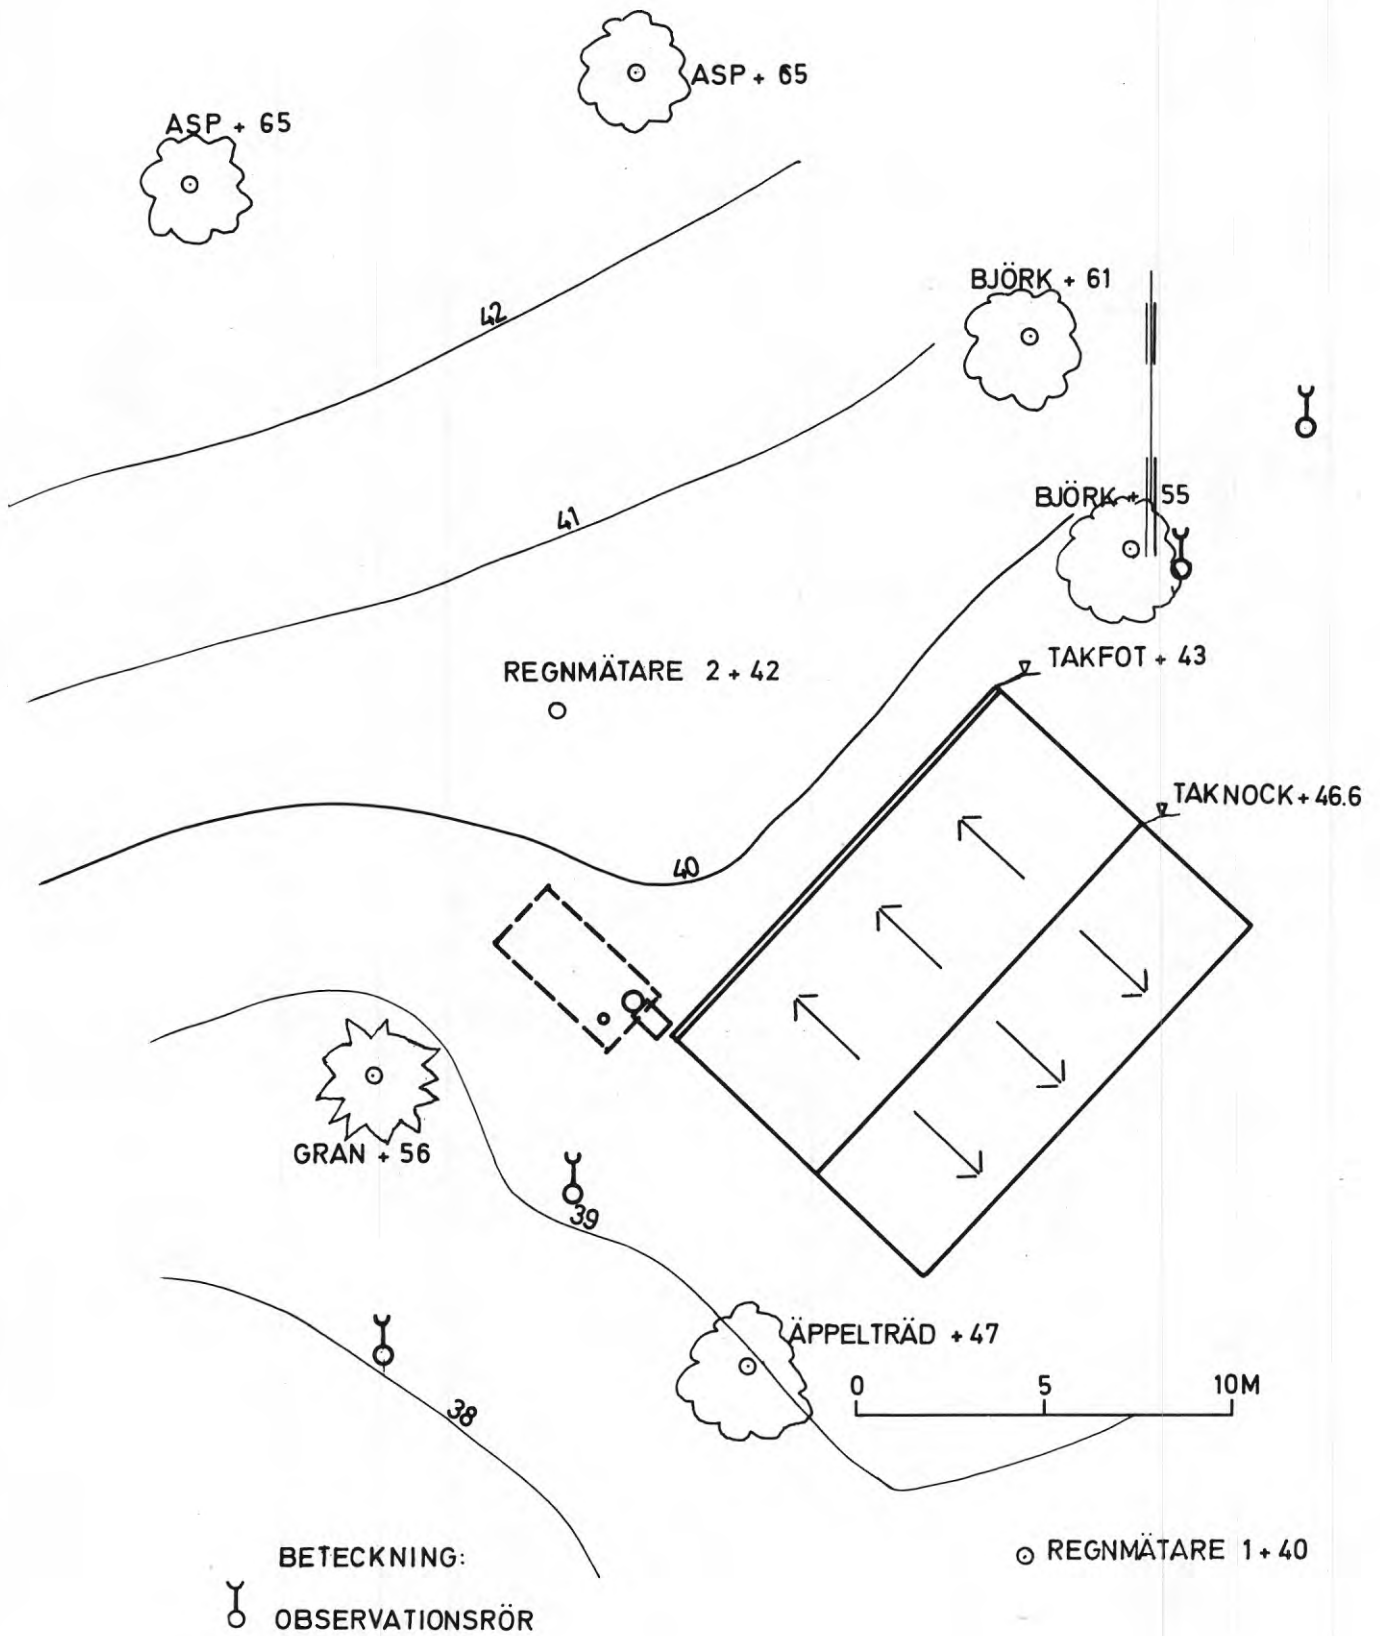 ASP + 65
ASP + 65
BJÖRK + 61
42
BJÖRK + 55
41
REGNMÄTARE 2 + 42
TAKFOT + 43
TAKNOCK + 46.6
40
GRAN + 56
39
ÄPPELTRÄD + 47
0 5 10M
38
BETECKNING:
REGNMÄTARE 1 + 40
OBSERVATIONSRÖR